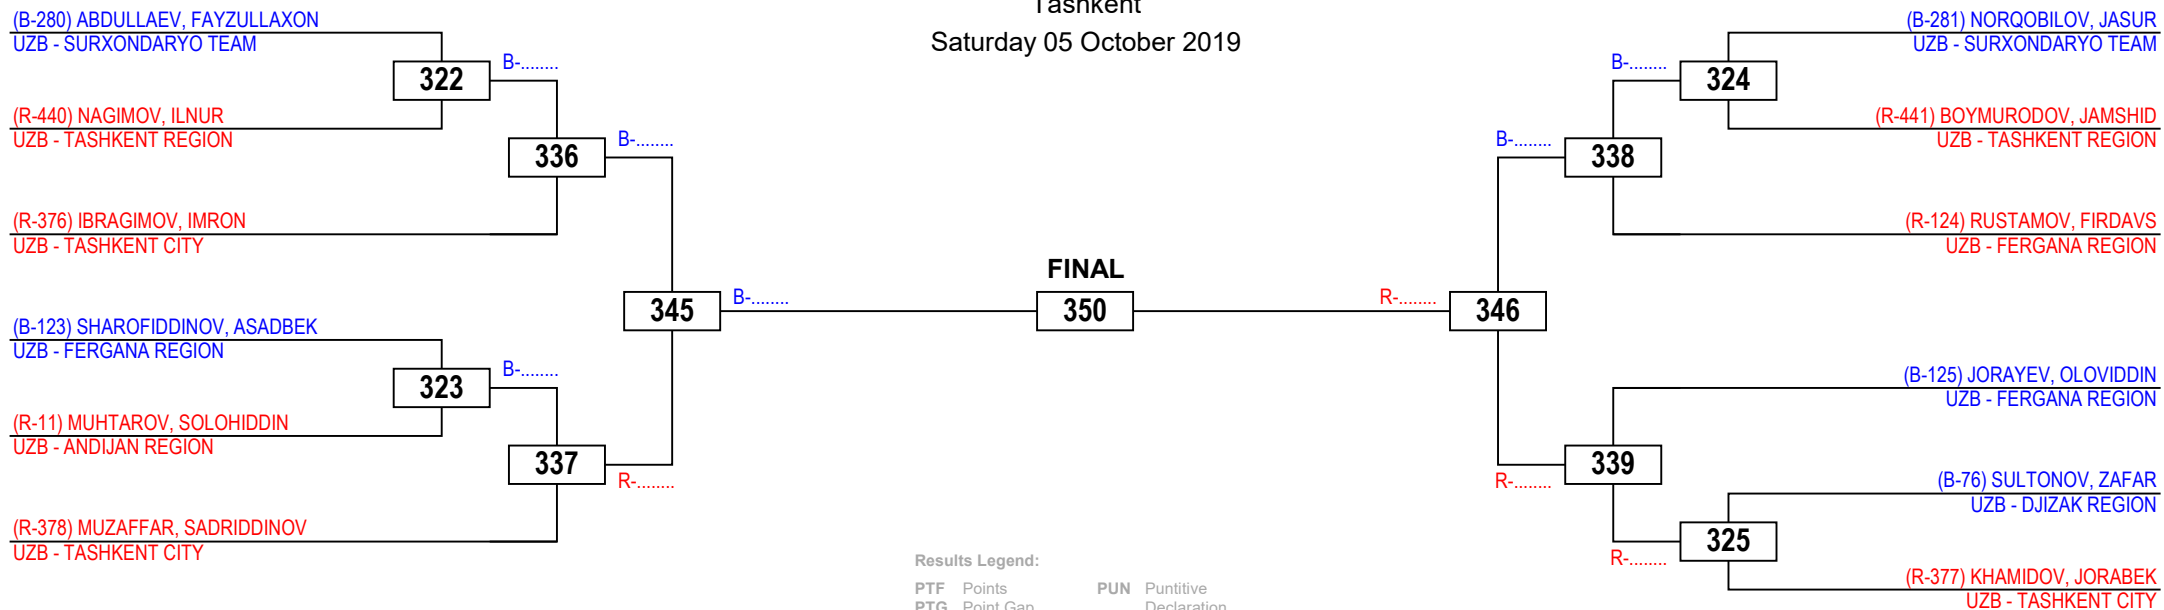 Tashkent
Saturday 05 October 2019
(B-280) ABDULLAEV, FAYZULLAXON
UZB - SURXONDARYO TEAM
322
B-........
(R-440) NAGIMOV, ILNUR
UZB - TASHKENT REGION
336
B-........
(R-376) IBRAGIMOV, IMRON
UZB - TASHKENT CITY
345
B-........
(B-123) SHAROFIDDINOV, ASADBEK
UZB - FERGANA REGION
323
B-........
(R-11) MUHTAROV, SOLOHIDDIN
UZB - ANDIJAN REGION
337
R-........
(R-378) MUZAFFAR, SADRIDDINOV
UZB - TASHKENT CITY
FINAL
350
(B-281) NORQOBILOV, JASUR
UZB - SURXONDARYO TEAM
B-........
324
(R-441) BOYMURODOV, JAMSHID
UZB - TASHKENT REGION
B-........
338
(R-124) RUSTAMOV, FIRDAVS
UZB - FERGANA REGION
R-........
346
(B-125) JORAYEV, OLOVIDDIN
UZB - FERGANA REGION
339
R-........
(B-76) SULTONOV, ZAFAR
UZB - DJIZAK REGION
325
R-........
(R-377) KHAMIDOV, JORABEK
UZB - TASHKENT CITY
Results Legend:
PTF Points PUN Puntitive
PTG Point Gap Declaration